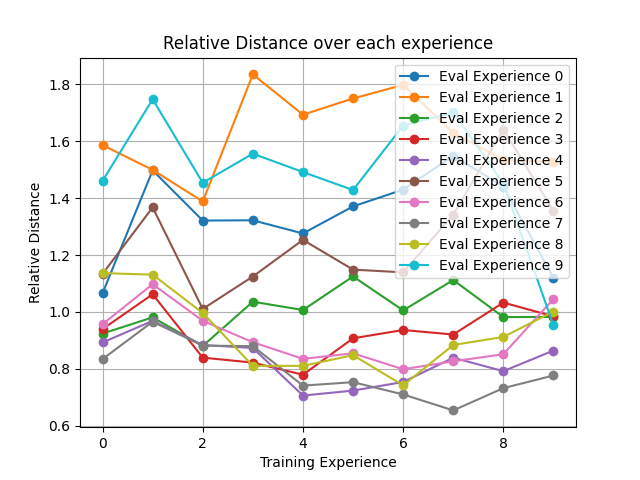 Relative Distance over each experience
Relative Distance
1.8
1.6
1.4
1.2
1.0
0.8
0.6
Eval Experience 0
Eval Experience 1
Eval Experience 2
Eval Experience 3
Eval Experience 4
Eval Experience 5
Eval Experience 6
Eval Experience 7
Eval Experience 8
Eval Experience 9
0 2 4 6 8
Training Experience